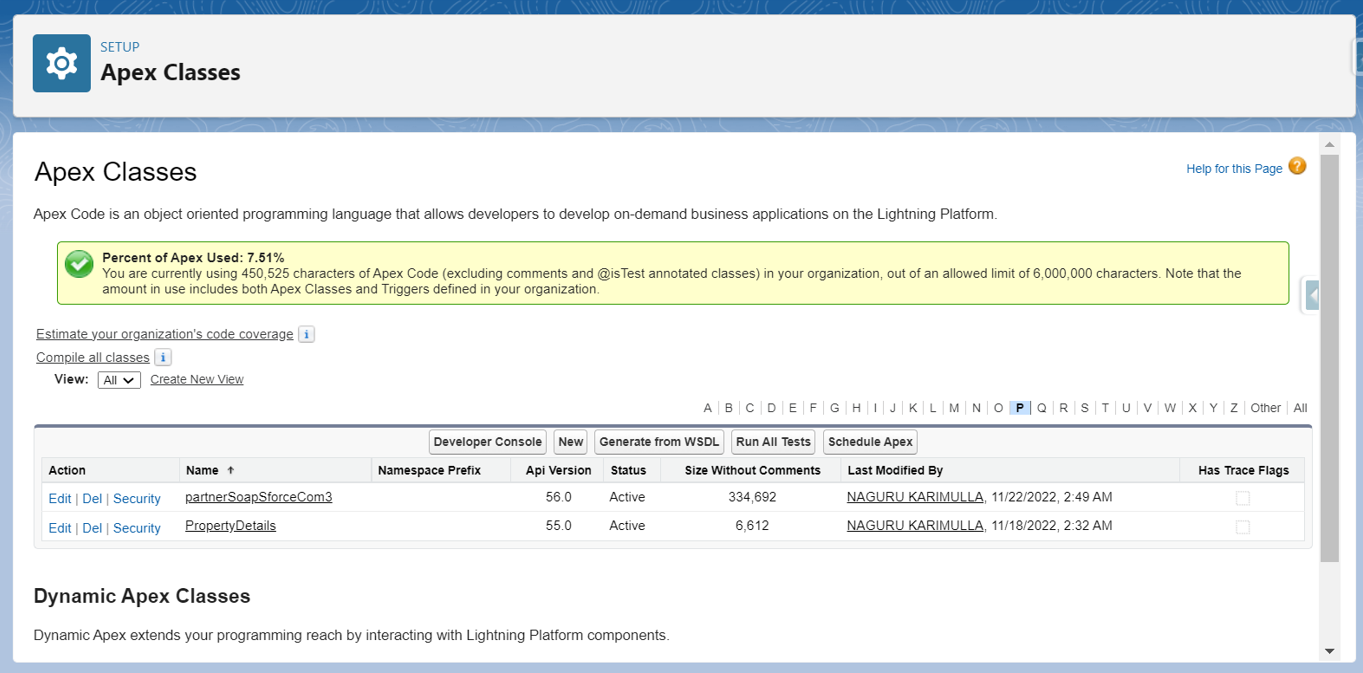 SETUP
Apex Classes
Apex Classes
Help for this Page ?
Apex Code is an object oriented programming language that allows developers to develop on-demand business applications on the Lightning Platform.
Percent of Apex Used: 7.51%
You are currently using 450,525 characters of Apex Code (excluding comments and @isTest annotated classes) in your organization, out of an allowed limit of 6,000,000 characters. Note that the
amount in use includes both Apex Classes and Triggers defined in your organization.
Estimate your organization's code coverage i
Compile all classes i
View: All Create New View
A | B | C | D | E | F | G | H | I | J | K | L | M | N | O | P | Q | R | S | T | U | V | W | X | Y | Z | Other | All
Developer Console New Generate from WSDL Run All Tests Schedule Apex
Action Name ↑ Namespace Prefix Api Version Status Size Without Comments Last Modified By Has Trace Flags
Edit | Del | Security partnerSoapSforceCom3 56.0 Active 334,692 NAGURU KARIMULLA, 11/22/2022, 2:49 AM
Edit | Del | Security PropertyDetails 55.0 Active 6,612 NAGURU KARIMULLA, 11/18/2022, 2:32 AM
Dynamic Apex Classes
Dynamic Apex extends your programming reach by interacting with Lightning Platform components.